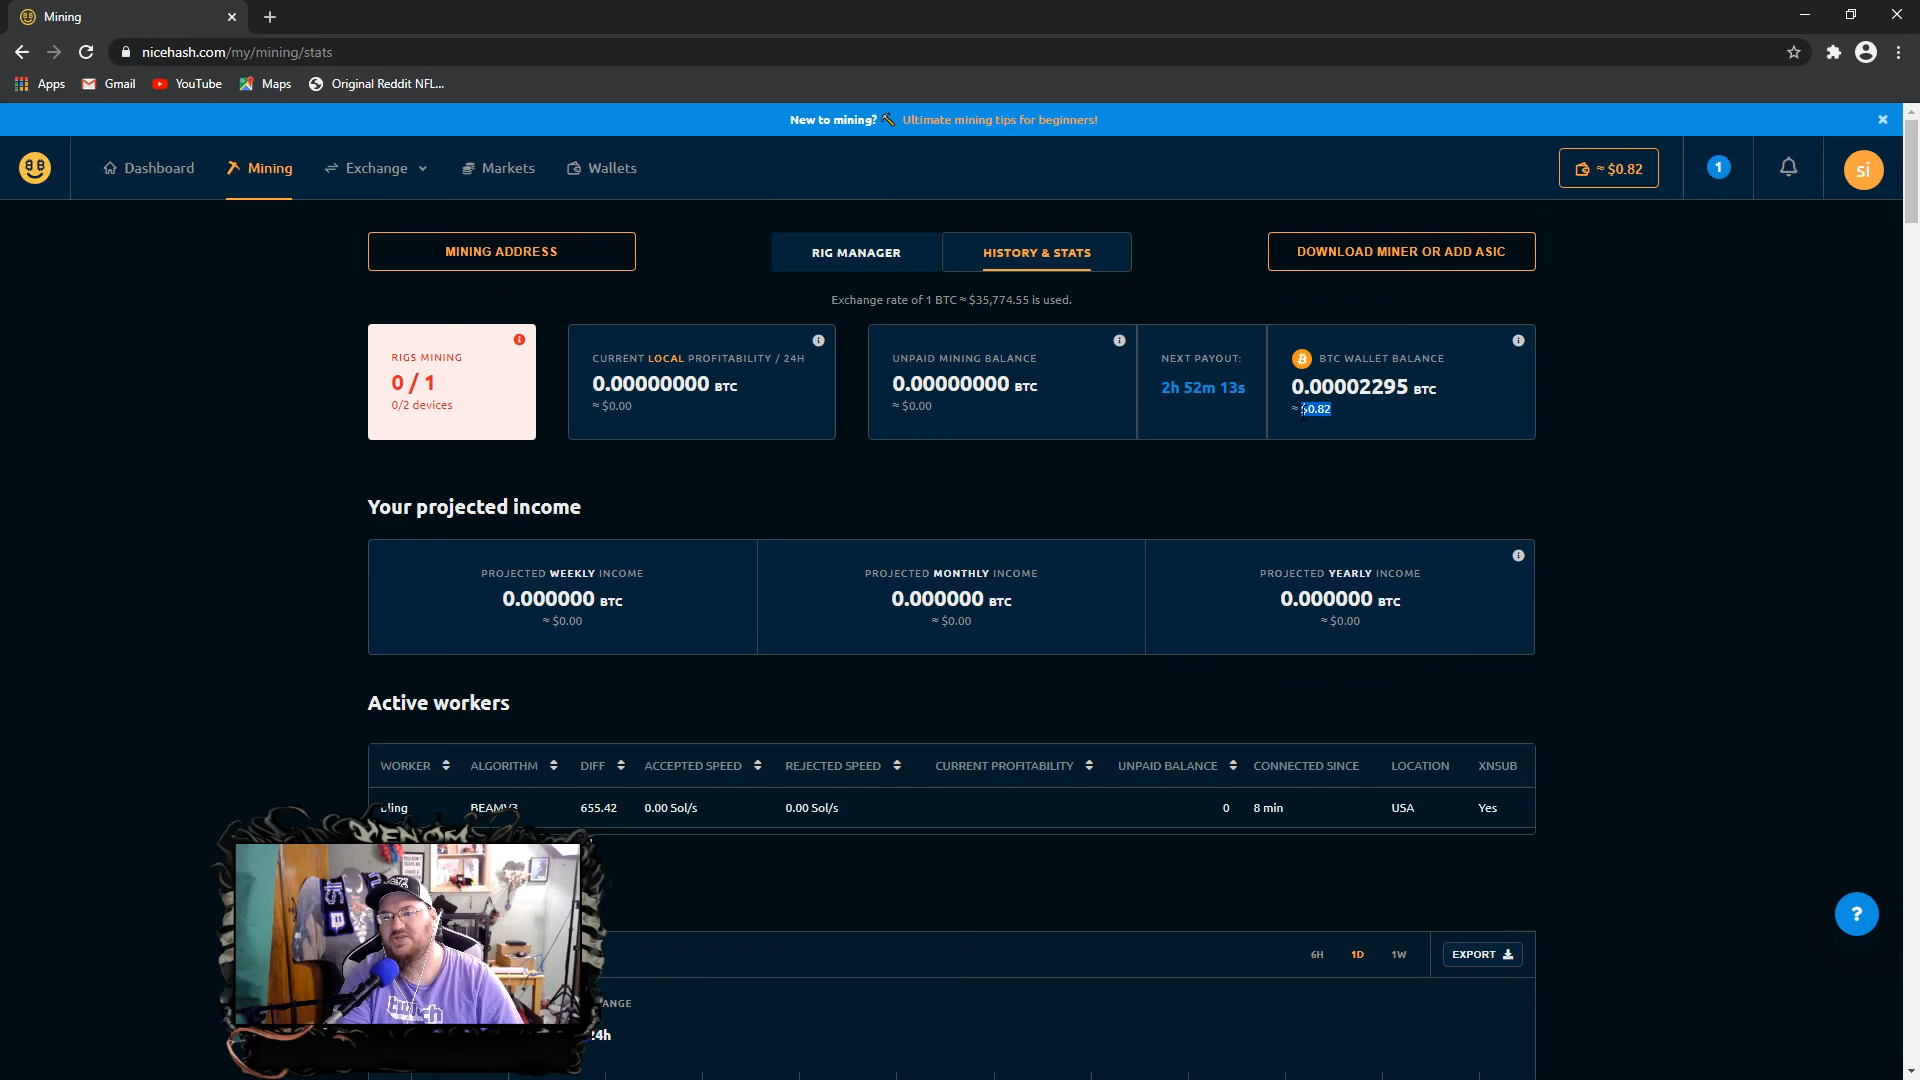 Mining
nicehash.com/my/mining/stats
Apps Gmail YouTube Maps Original Reddit NFL...
New to mining? Ultimate mining tips for beginners!
Dashboard Mining Exchange Markets Wallets ≈ $0.82 1 si
MINING ADDRESS RIG MANAGER HISTORY & STATS DOWNLOAD MINER OR ADD ASIC
Exchange rate of 1 BTC ≈ $35,774.55 is used.
RIGS MINING
0 / 1
0/2 devices
CURRENT LOCAL PROFITABILITY / 24H
0.00000000 BTC
≈ $0.00
UNPAID MINING BALANCE
0.00000000 BTC
≈ $0.00
NEXT PAYOUT:
2h 52m 13s
BTC WALLET BALANCE
0.00002295 BTC
≈ $0.82
Your projected income
PROJECTED WEEKLY INCOME
0.000000 BTC
≈ $0.00
PROJECTED MONTHLY INCOME
0.000000 BTC
≈ $0.00
PROJECTED YEARLY INCOME
0.000000 BTC
≈ $0.00
Active workers
WORKER ALGORITHM DIFF ACCEPTED SPEED REJECTED SPEED CURRENT PROFITABILITY UNPAID BALANCE CONNECTED SINCE LOCATION XNSUB
BEAMV3 655.42 0.00 Sol/s 0.00 Sol/s 0 8 min USA Yes
VENOM
twitch
?
6H 1D 1W EXPORT
ANGE
24h